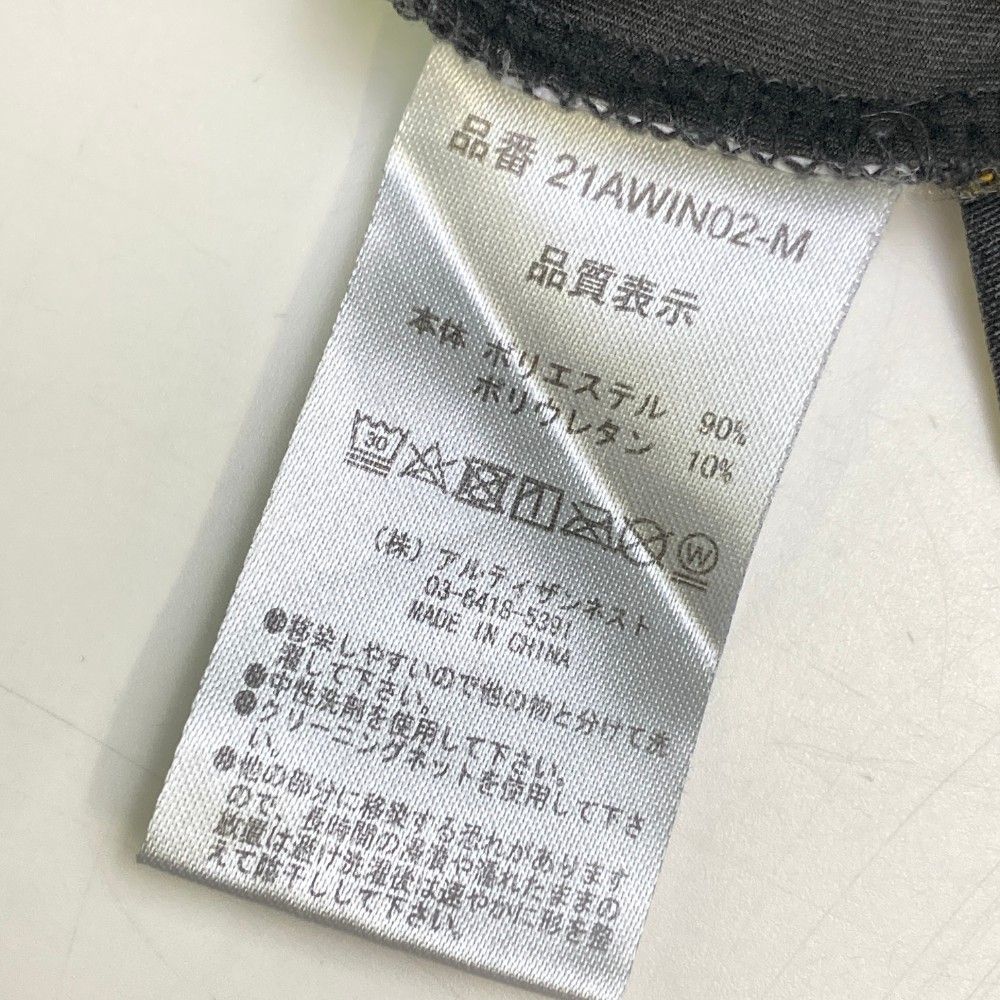 品番 21AWIN02-M
品質表示
本体 ポリエステル 90%
ポリウレタン 10%
30
W
(株)アルティザンネスト
03-6419-5391
MADE IN CHINA
●移染しやすいので他の物と分けて洗
濯して下さい。
●中性洗剤を使用して下さい。
●クリーニングネットを使用して下さ
い。
●他の部分に移染する恐れがあります
ので、長時間の浸漬や濡れたままの
放置は避け洗濯後は速やかに形を整
えて陰干しして下さい。